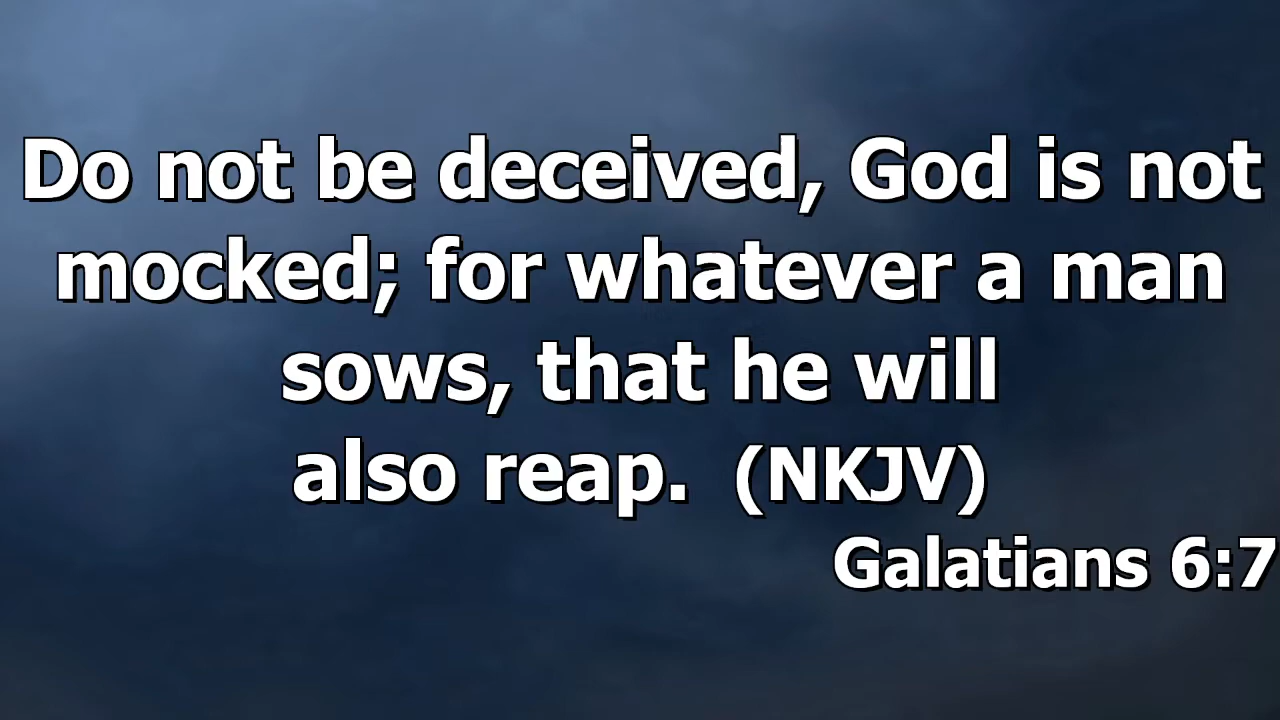 Do not be deceived, God is not
mocked; for whatever a man
sows, that he will
also reap.  (NKJV)
Galatians 6:7